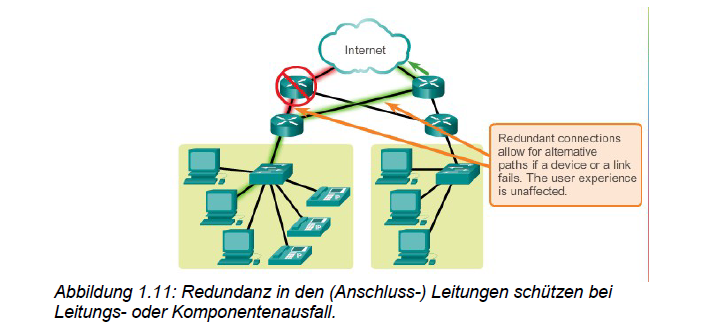 Internet
Redundant connections
allow for alternative
paths if a device or a link
fails. The user experience
is unaffected.
Abbildung 1.11: Redundanz in den (Anschluss-) Leitungen schützen bei
Leitungs- oder Komponentenausfall.